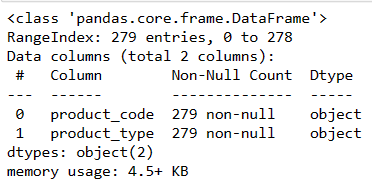 <class 'pandas.core.frame.DataFrame'>
RangeIndex: 279 entries, 0 to 278
Data columns (total 2 columns):
 #   Column        Non-Null Count  Dtype
---  ------        --------------  -----
 0   product_code  279 non-null    object
 1   product_type  279 non-null    object
dtypes: object(2)
memory usage: 4.5+ KB